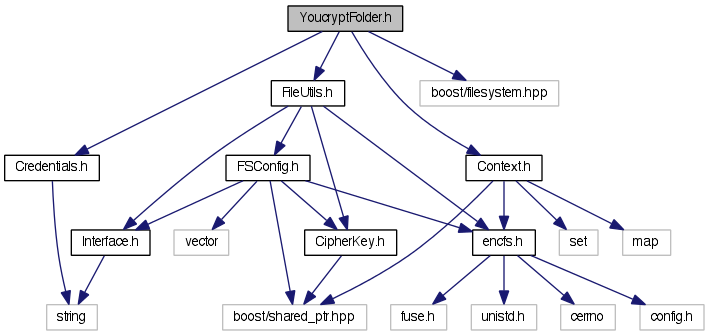 YoucryptFolder.h
FileUtils.h
boost/filesystem.hpp
Credentials.h
FSConfig.h
Context.h
Interface.h
vector
CipherKey.h
encfs.h
set
map
string
boost/shared_ptr.hpp
fuse.h
unistd.h
cerrno
config.h